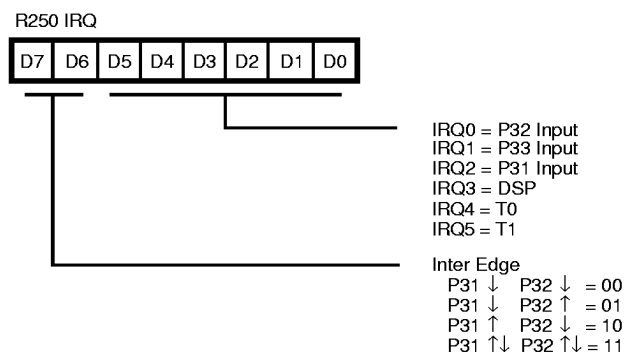 R250 IRQ
D7 D6 D5 D4 D3 D2 D1 D0
IRQ0 = P32 Input
IRQ1 = P33 Input
IRQ2 = P31 Input
IRQ3 = DSP
IRQ4 = T0
IRQ5 = T1
Inter Edge
P31 ↓ P32 ↓ = 00
P31 ↓ P32 ↑ = 01
P31 ↑ P32 ↓ = 10
P31 ↑↓ P32 ↑↓ = 11